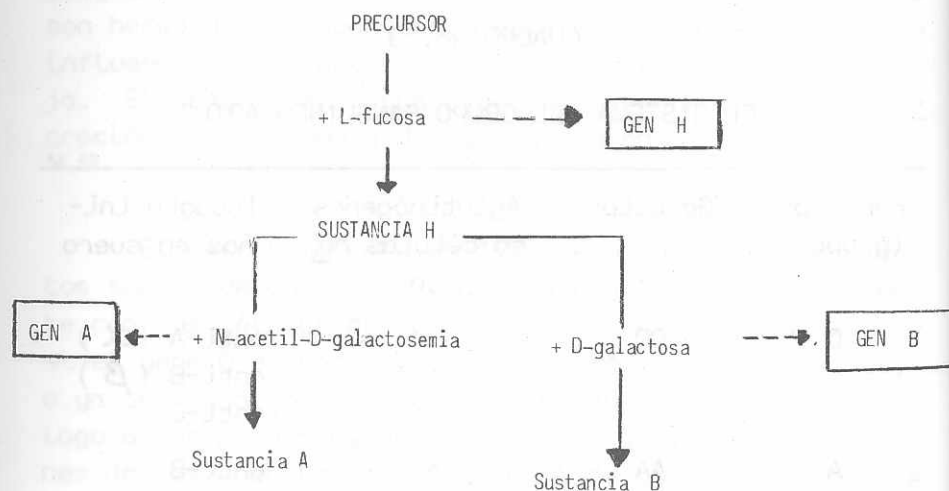 PRECURSOR
+ L-fucosa
GEN H
SUSTANCIA H
GEN A
+ N-acetil-D-galactosemia
+ D-galactosa
GEN B
Sustancia A
Sustancia B